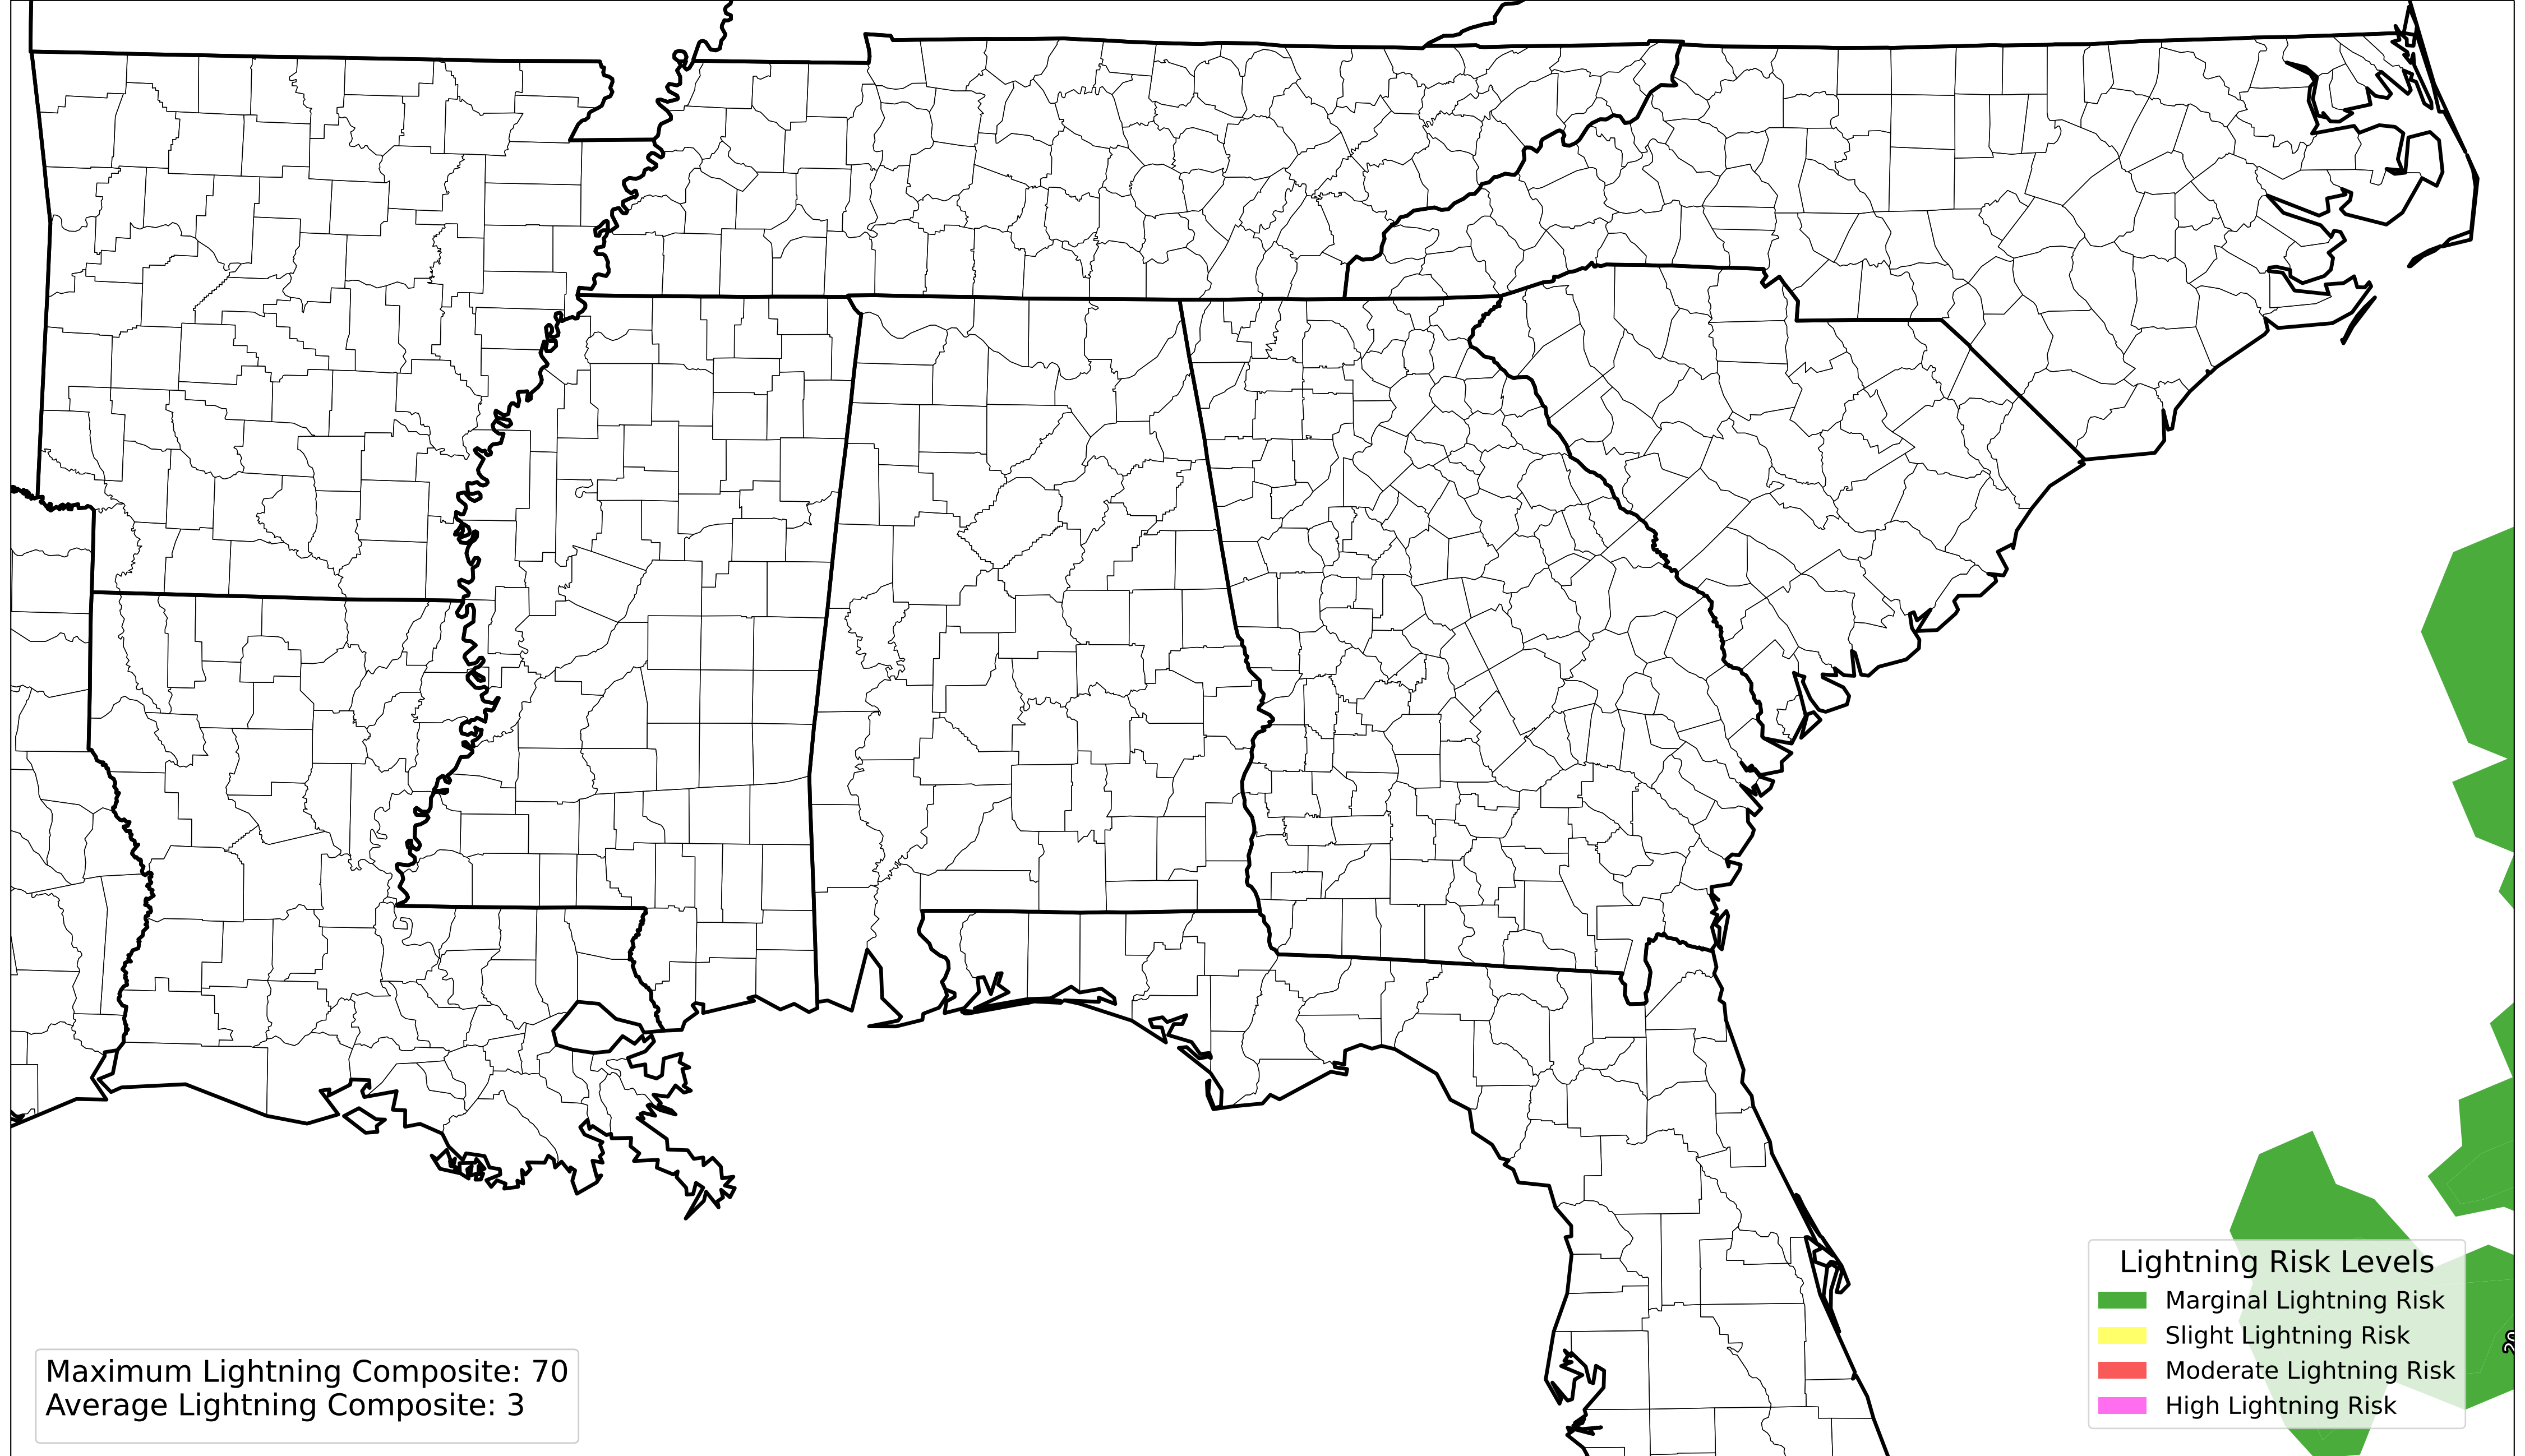 Lightning Risk Levels
Marginal Lightning Risk
Slight Lightning Risk
Moderate Lightning Risk
High Lightning Risk
Maximum Lightning Composite: 70
Average Lightning Composite: 3